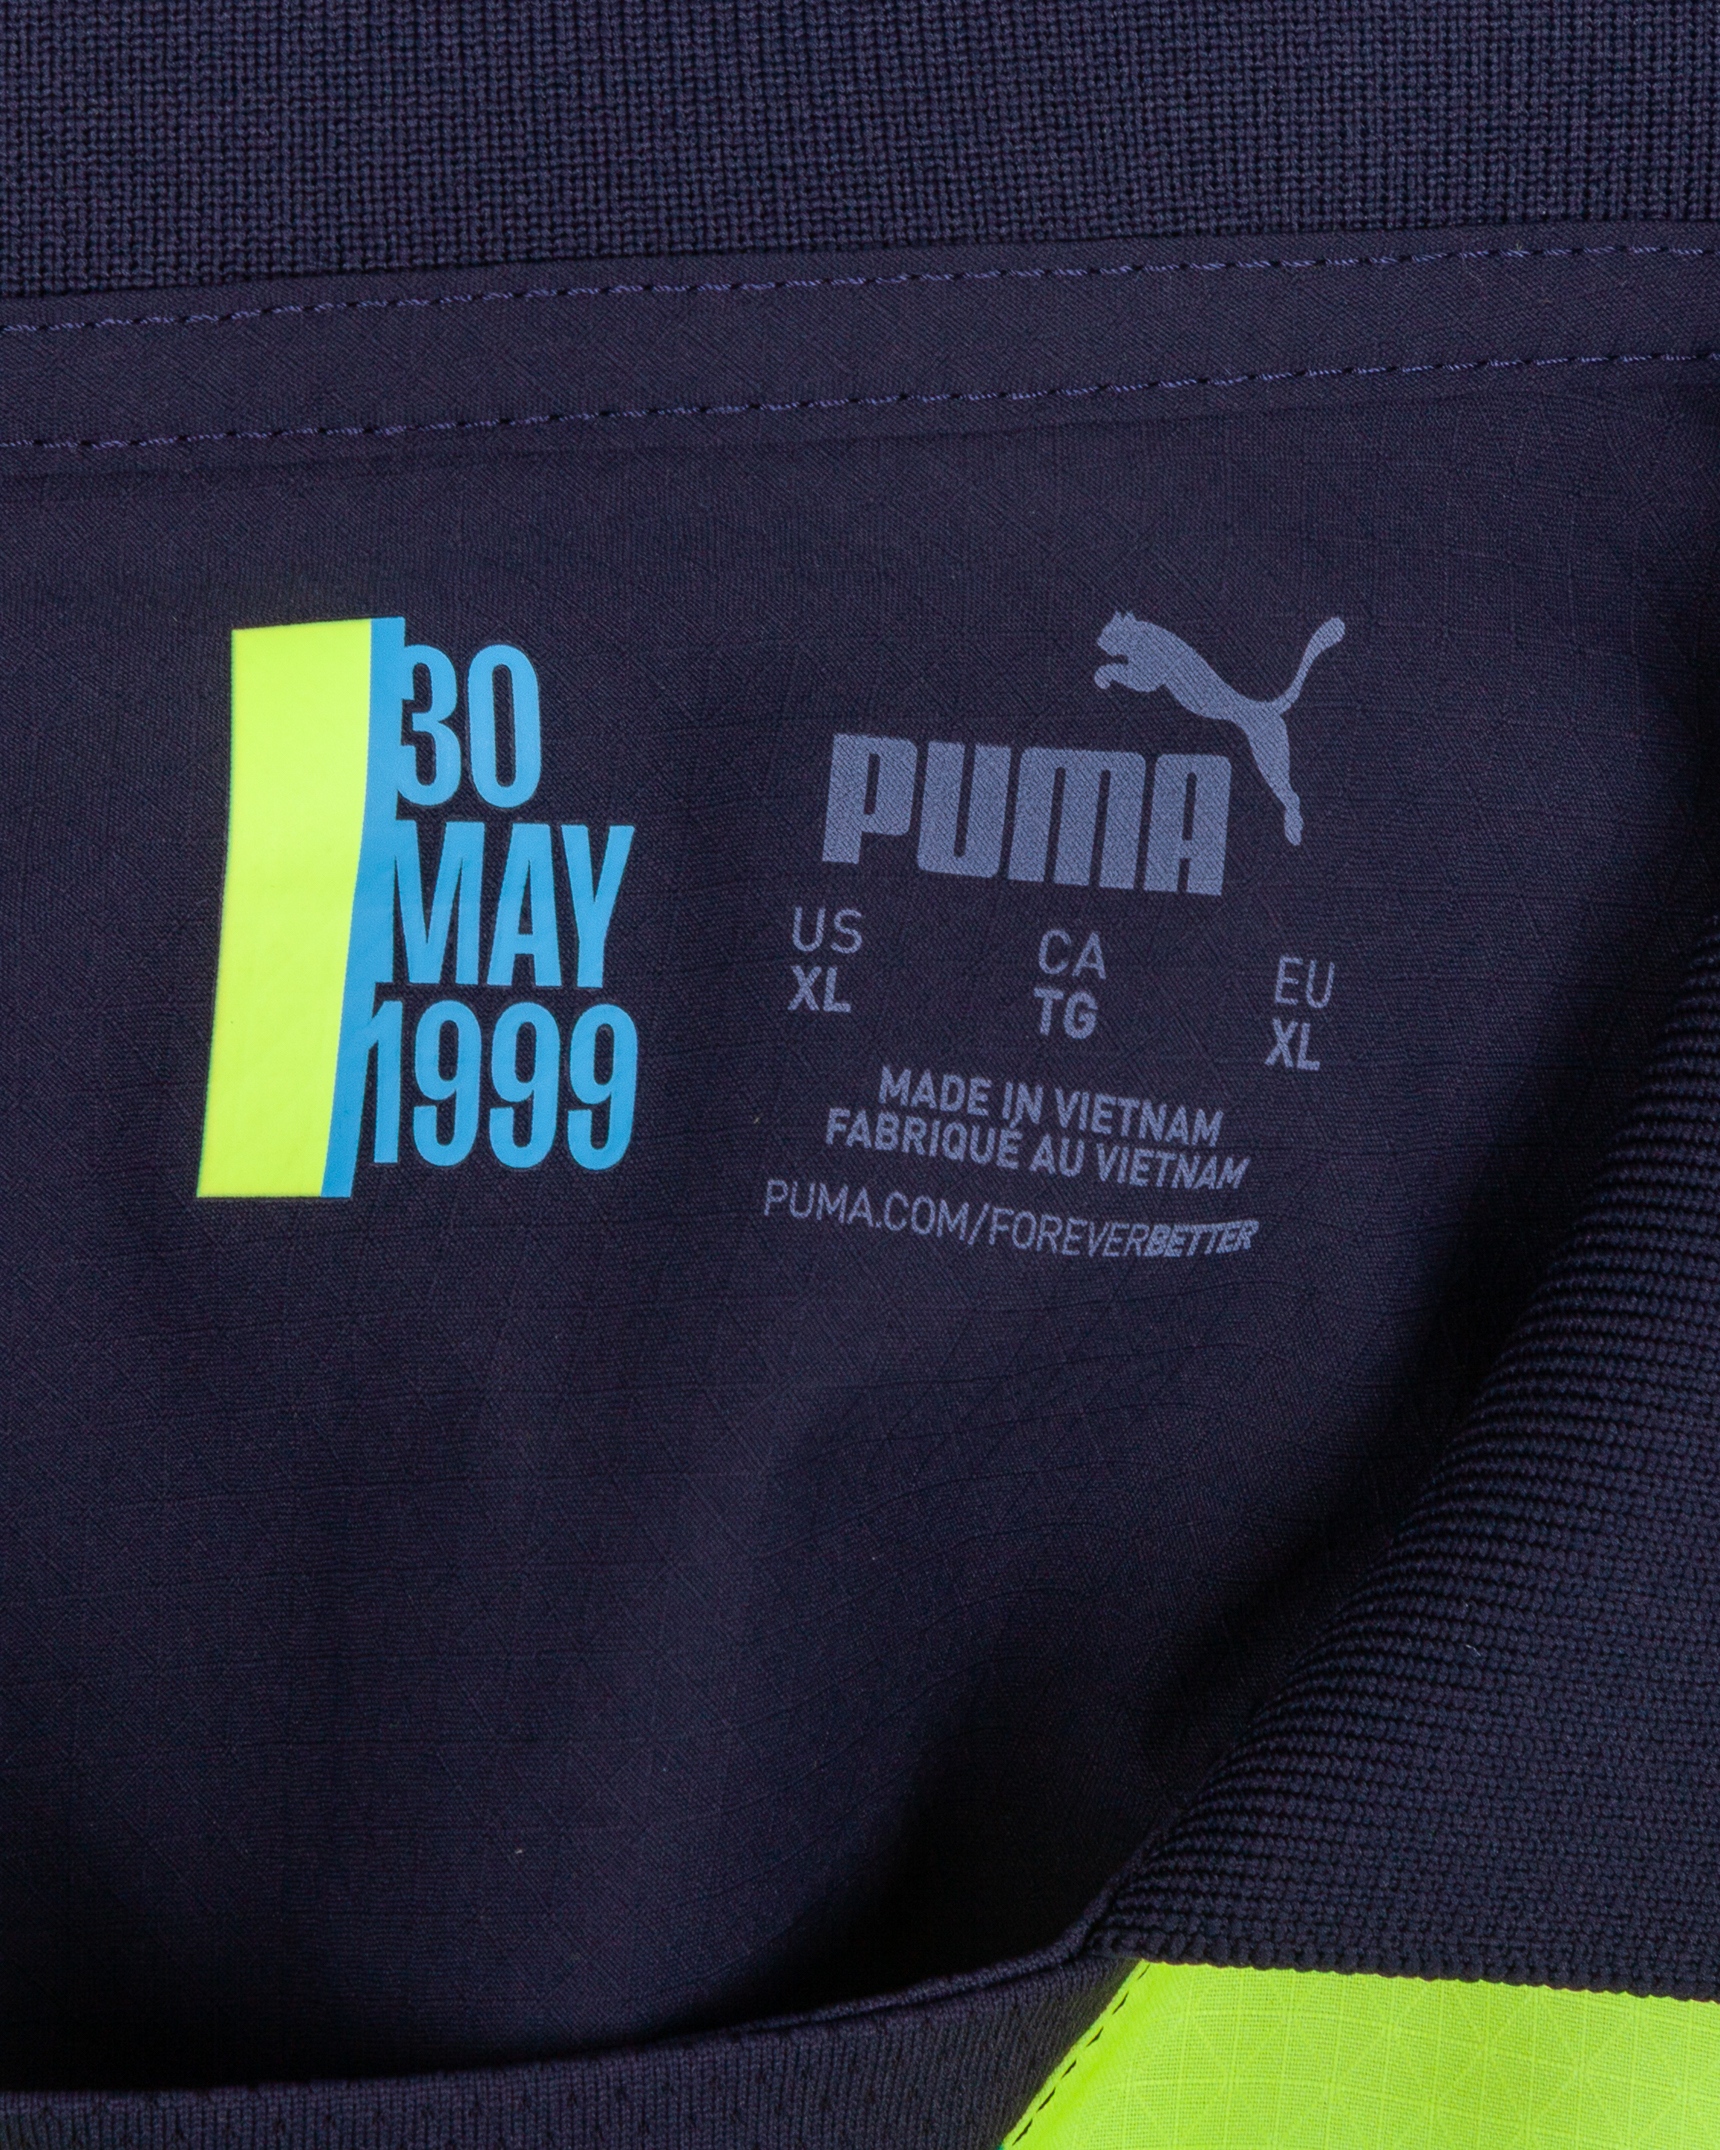 30
MAY
1999
PUMA
US CA EU
XL TG XL
MADE IN VIETNAM
FABRIQUÉ AU VIETNAM
PUMA.COM/FOREVERBETTER